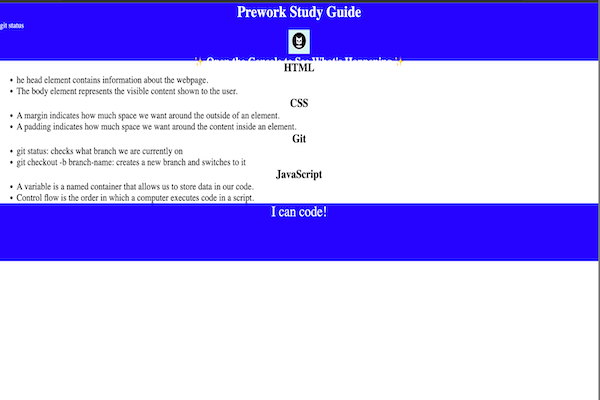 Prework Study Guide
git status
✨ Open the Console to See What's Happening ✨
HTML
he head element contains information about the webpage.
The body element represents the visible content shown to the user.
CSS
A margin indicates how much space we want around the outside of an element.
A padding indicates how much space we want around the content inside an element.
Git
git status: checks what branch we are currently on
git checkout -b branch-name: creates a new branch and switches to it
JavaScript
A variable is a named container that allows us to store data in our code.
Control flow is the order in which a computer executes code in a script.
I can code!